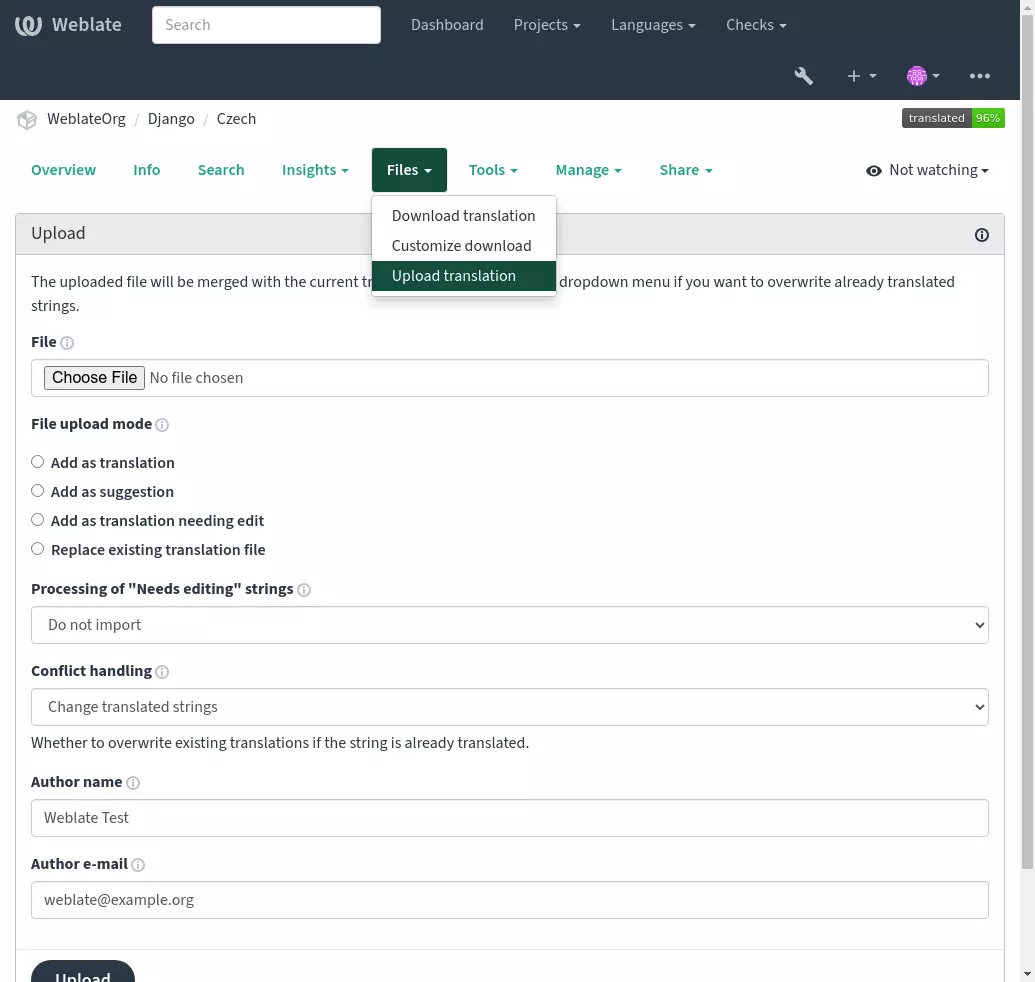 Weblate
Search
Dashboard
Projects
Languages
Checks
WeblateOrg / Django / Czech
translated 96%
Overview
Info
Search
Insights
Files
Tools
Manage
Share
Not watching
Download translation
Customize download
Upload translation
Upload
The uploaded file will be merged with the current tr dropdown menu if you want to overwrite already translated
strings.
File
Choose File No file chosen
File upload mode
Add as translation
Add as suggestion
Add as translation needing edit
Replace existing translation file
Processing of "Needs editing" strings
Do not import
Conflict handling
Change translated strings
Whether to overwrite existing translations if the string is already translated.
Author name
Weblate Test
Author e-mail
weblate@example.org
Upload